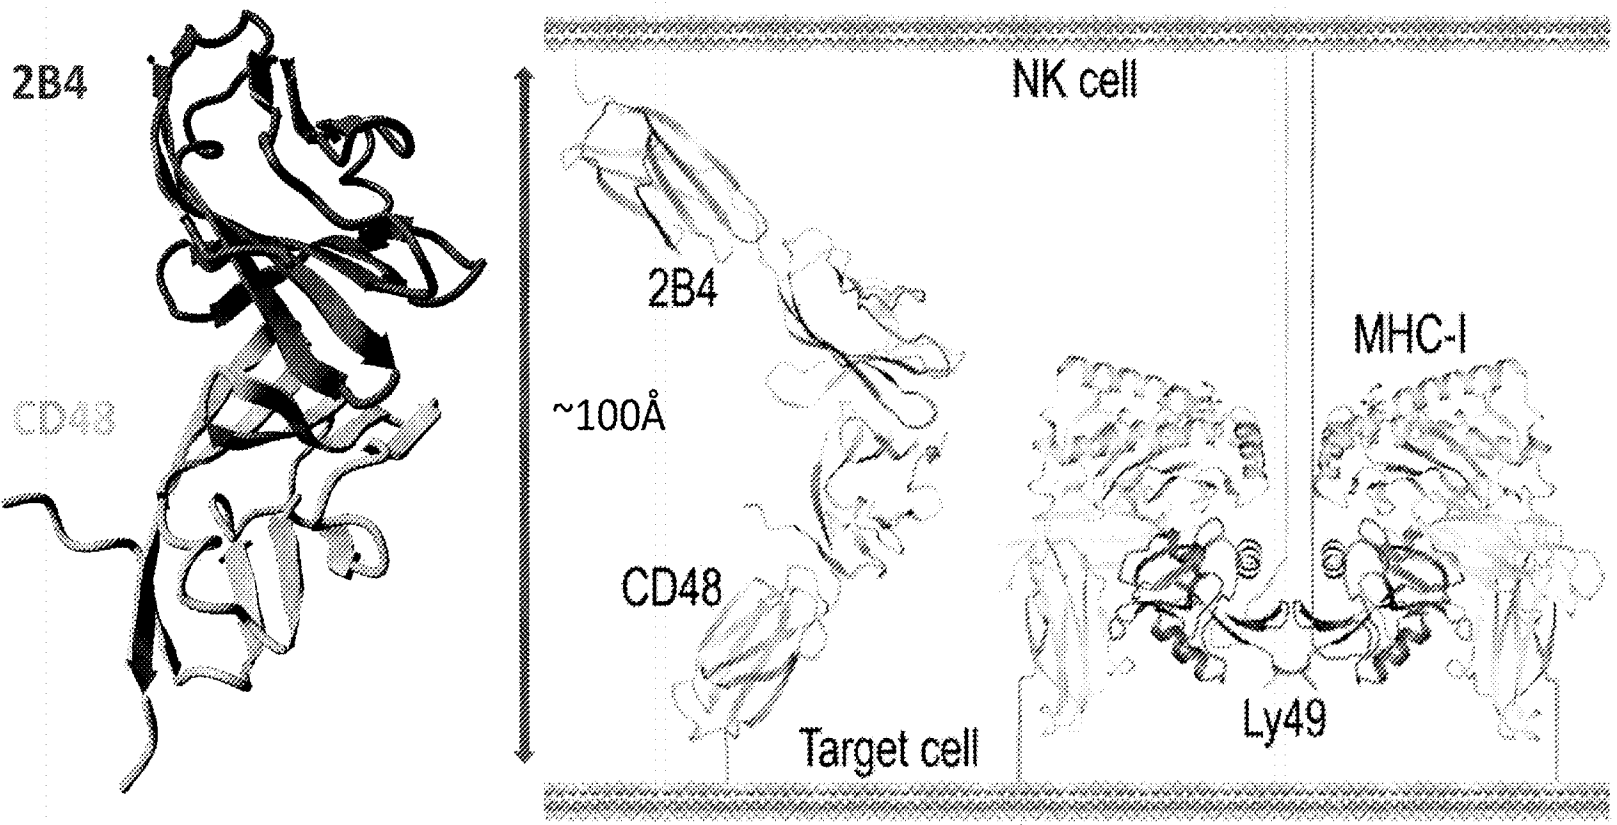 2B4
CD48
~100Å
NK cell
2B4
MHC-I
CD48
Ly49
Target cell